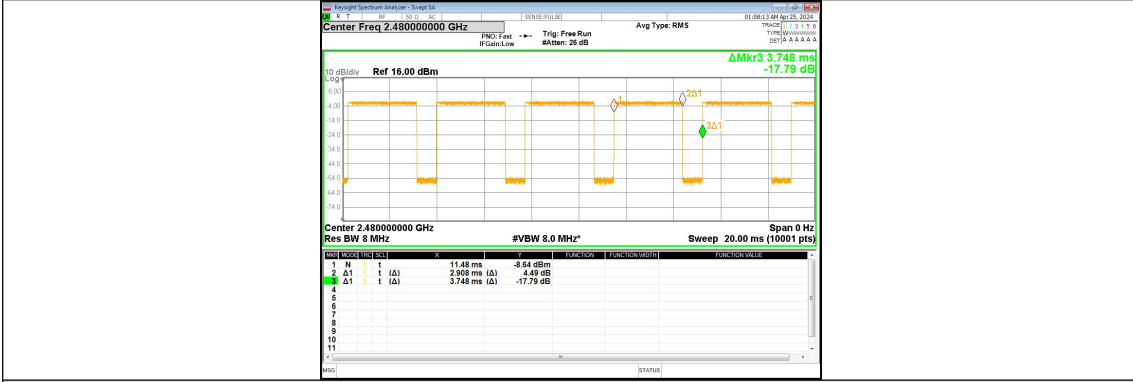 Keysight Spectrum Analyzer - Swept SA
R T RF 50 Ω AC SENSE:PULSE 01:08:13 AM Apr 25, 2024
Center Freq 2.480000000 GHz Avg Type: RMS TRACE 1 2 3 4 5 6
PNO: Fast Trig: Free Run TYPE WWWWWWW
IFGain:Low #Atten: 26 dB DET A A A A A A
ΔMkr3 3.748 ms
10 dB/div Ref 16.00 dBm -17.79 dB
Log
6.00
2Δ1
1
-4.00
-14.0
3Δ1
-24.0
-34.0
-44.0
-54.0
-64.0
-74.0
Center 2.480000000 GHz Span 0 Hz
Res BW 8 MHz #VBW 8.0 MHz* Sweep 20.00 ms (10001 pts)
MKR MODE TRC SCL X Y FUNCTION FUNCTION WIDTH FUNCTION VALUE
1 N 1 t 11.48 ms -8.64 dBm
2 Δ1 1 t (Δ) 2.908 ms (Δ) 4.49 dB
3 Δ1 1 t (Δ) 3.748 ms (Δ) -17.79 dB
4
5
6
7
8
9
10
11
MSG STATUS